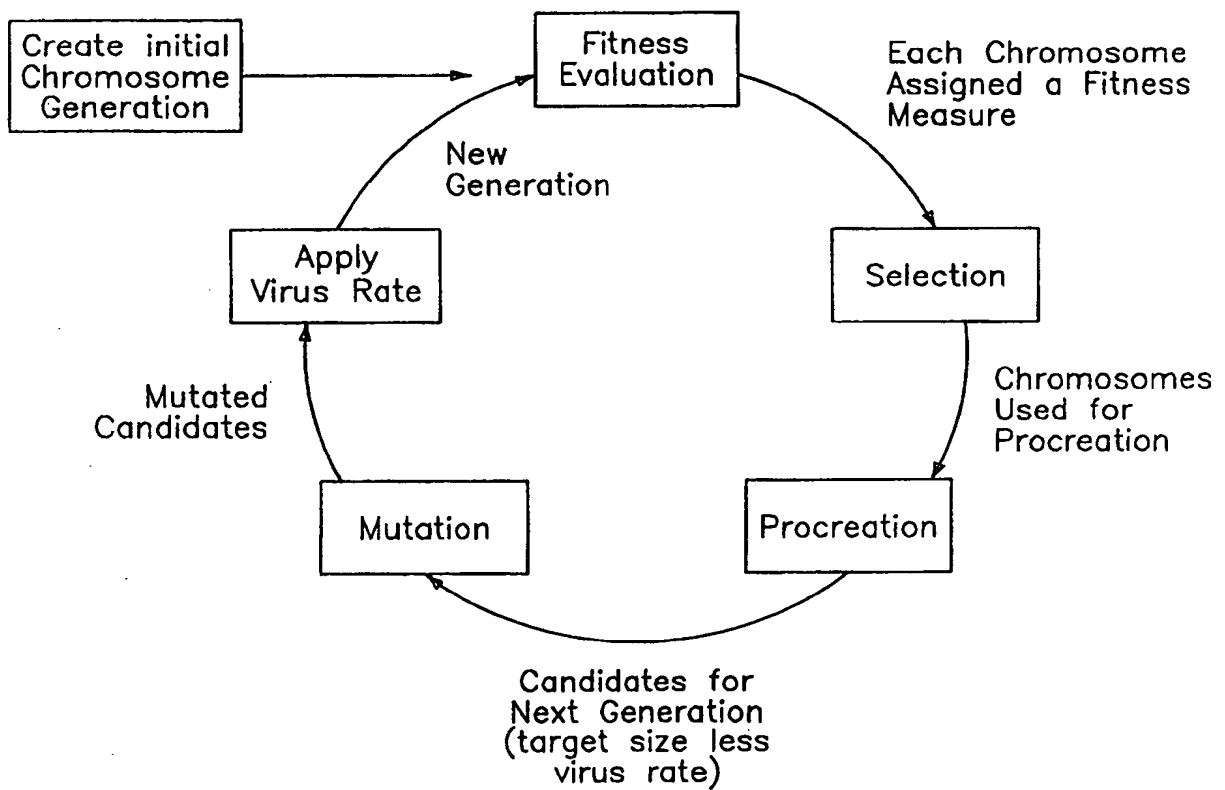 Create initial
Chromosome
Generation
Fitness
Evaluation
Each Chromosome
Assigned a Fitness
Measure
New
Generation
Apply
Virus Rate
Selection
Mutated
Candidates
Chromosomes
Used for
Procreation
Mutation
Procreation
Candidates for
Next Generation
(target size less
virus rate)